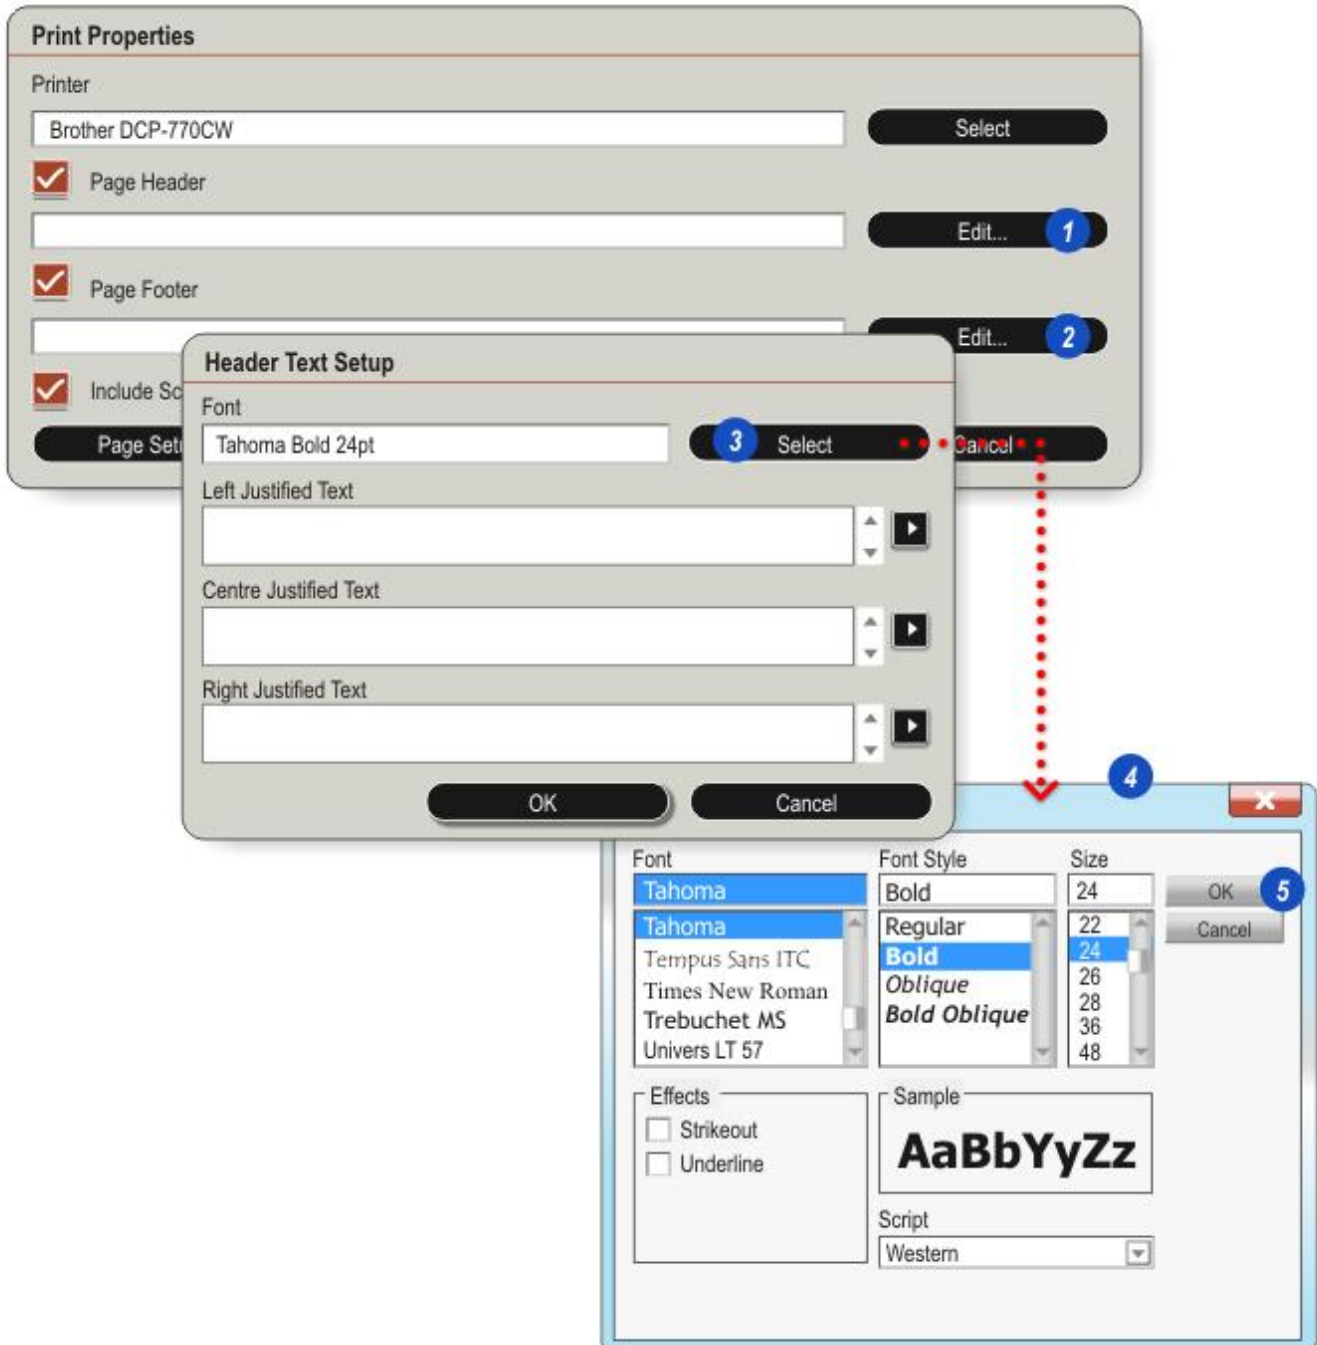 Print Properties
Printer
Brother DCP-770CW
Select
Page Header
Edit... 1
Page Footer
Edit... 2
Include Sc
Page Setu
Cancel
Header Text Setup
Font
Tahoma Bold 24pt
3 Select
Left Justified Text
Centre Justified Text
Right Justified Text
OK
Cancel
4
Font
Font Style
Size
Tahoma
Bold
24
OK 5
Tahoma
Tempus Sans ITC
Times New Roman
Trebuchet MS
Univers LT 57
Regular
Bold
Oblique
Bold Oblique
22
24
26
28
36
48
Cancel
Effects
Strikeout
Underline
Sample
AaBbYyZz
Script
Western